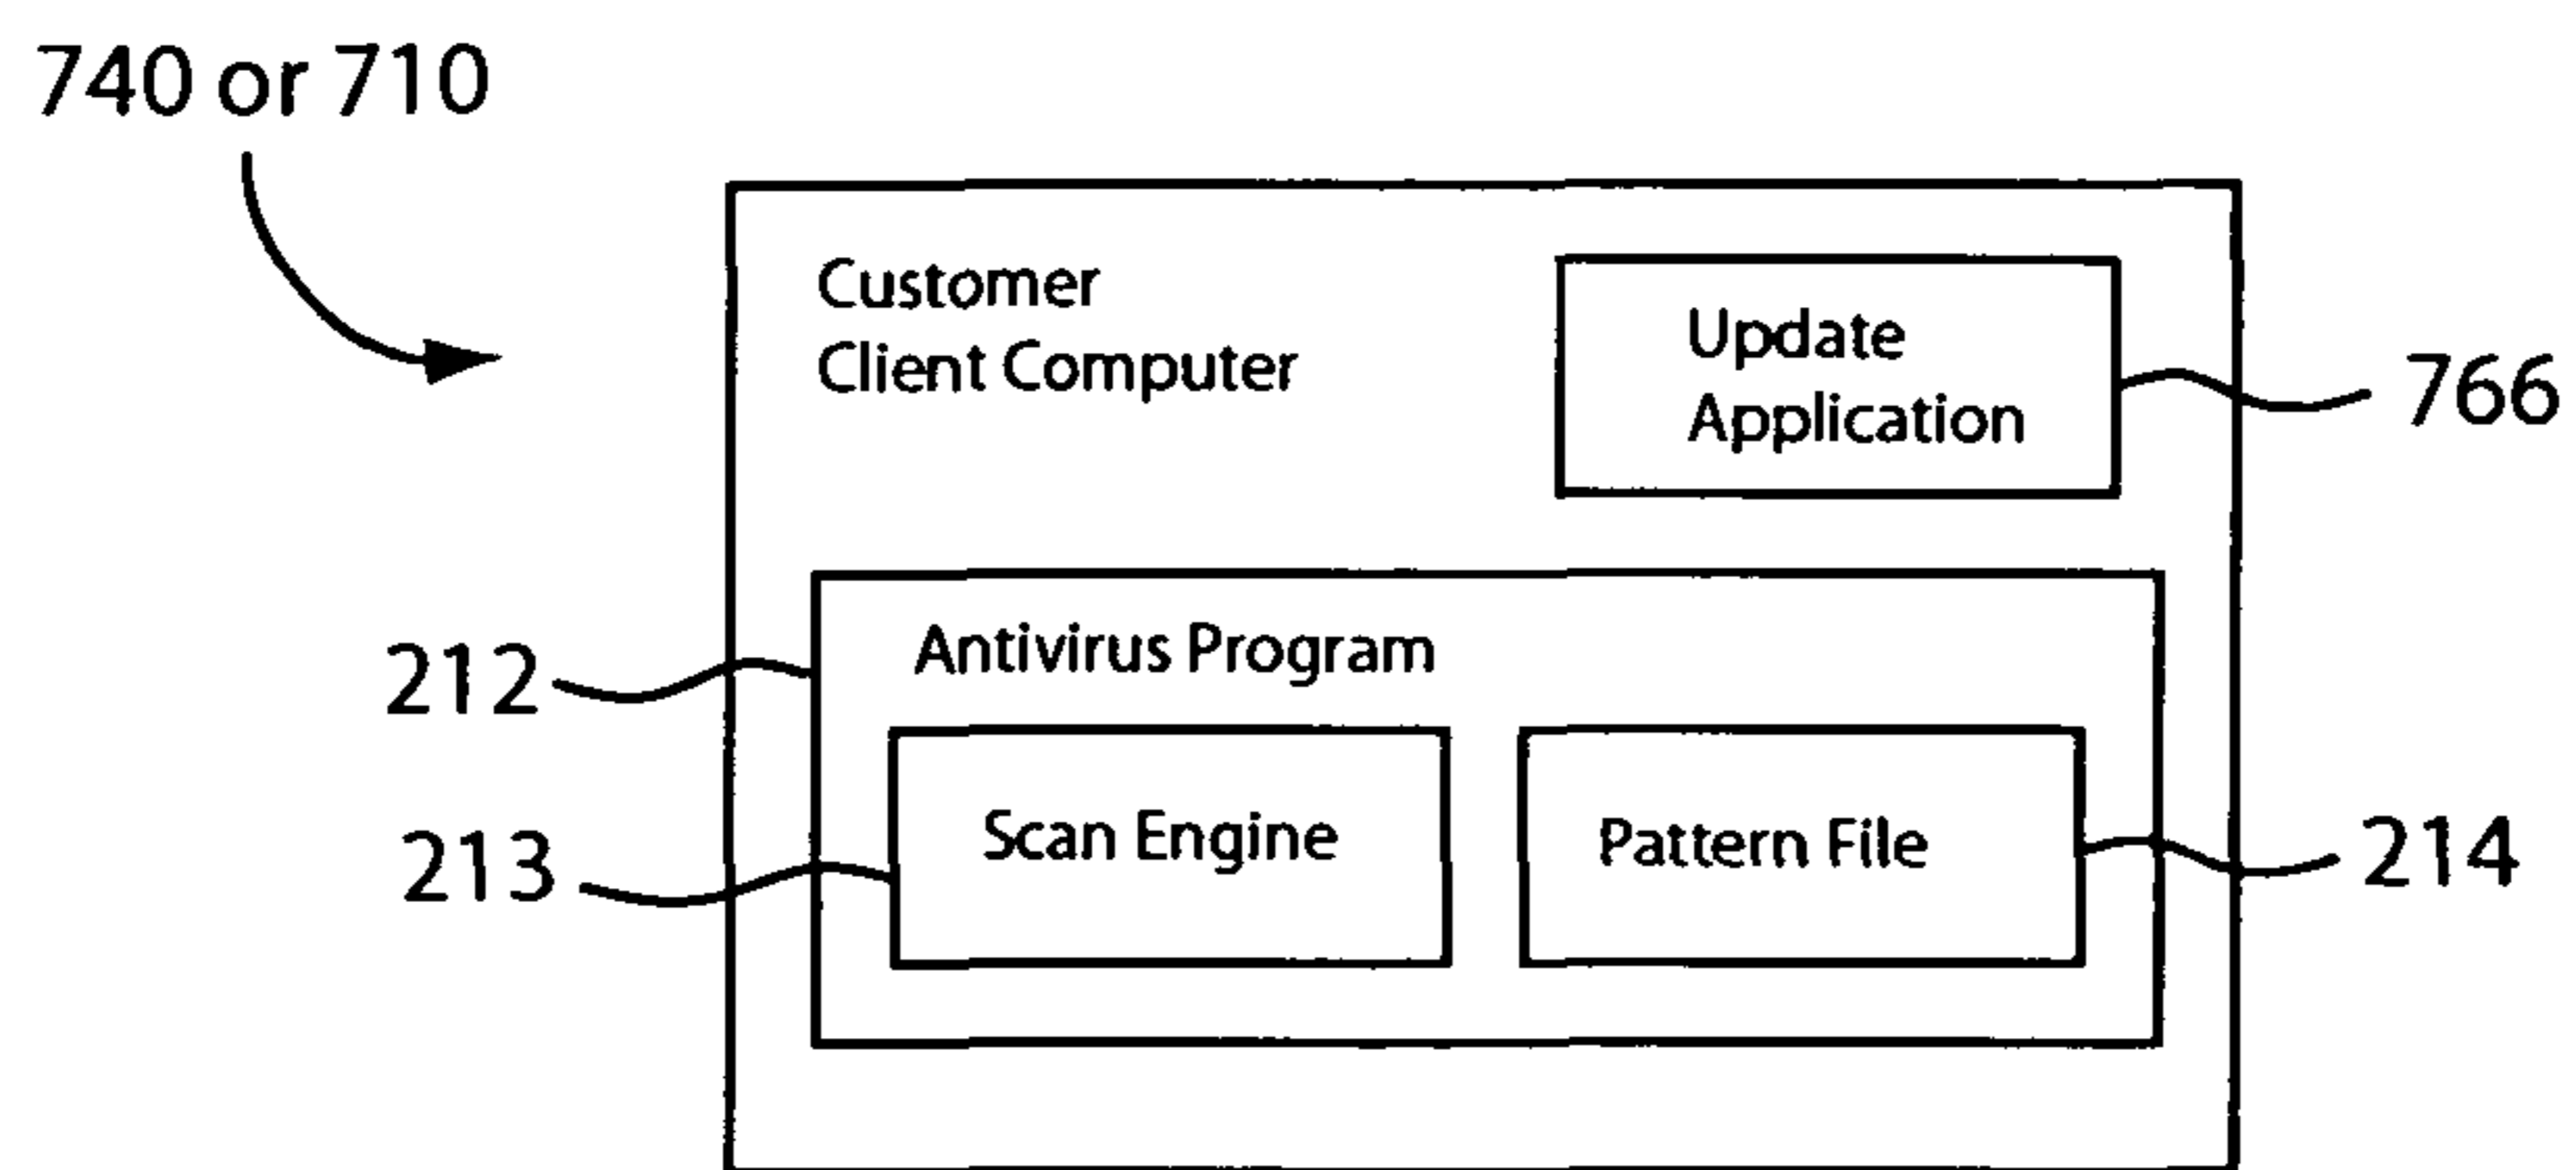 740 or 710
Customer
Client Computer
Update
Application
766
Antivirus Program
212
Scan Engine
Pattern File
213
214